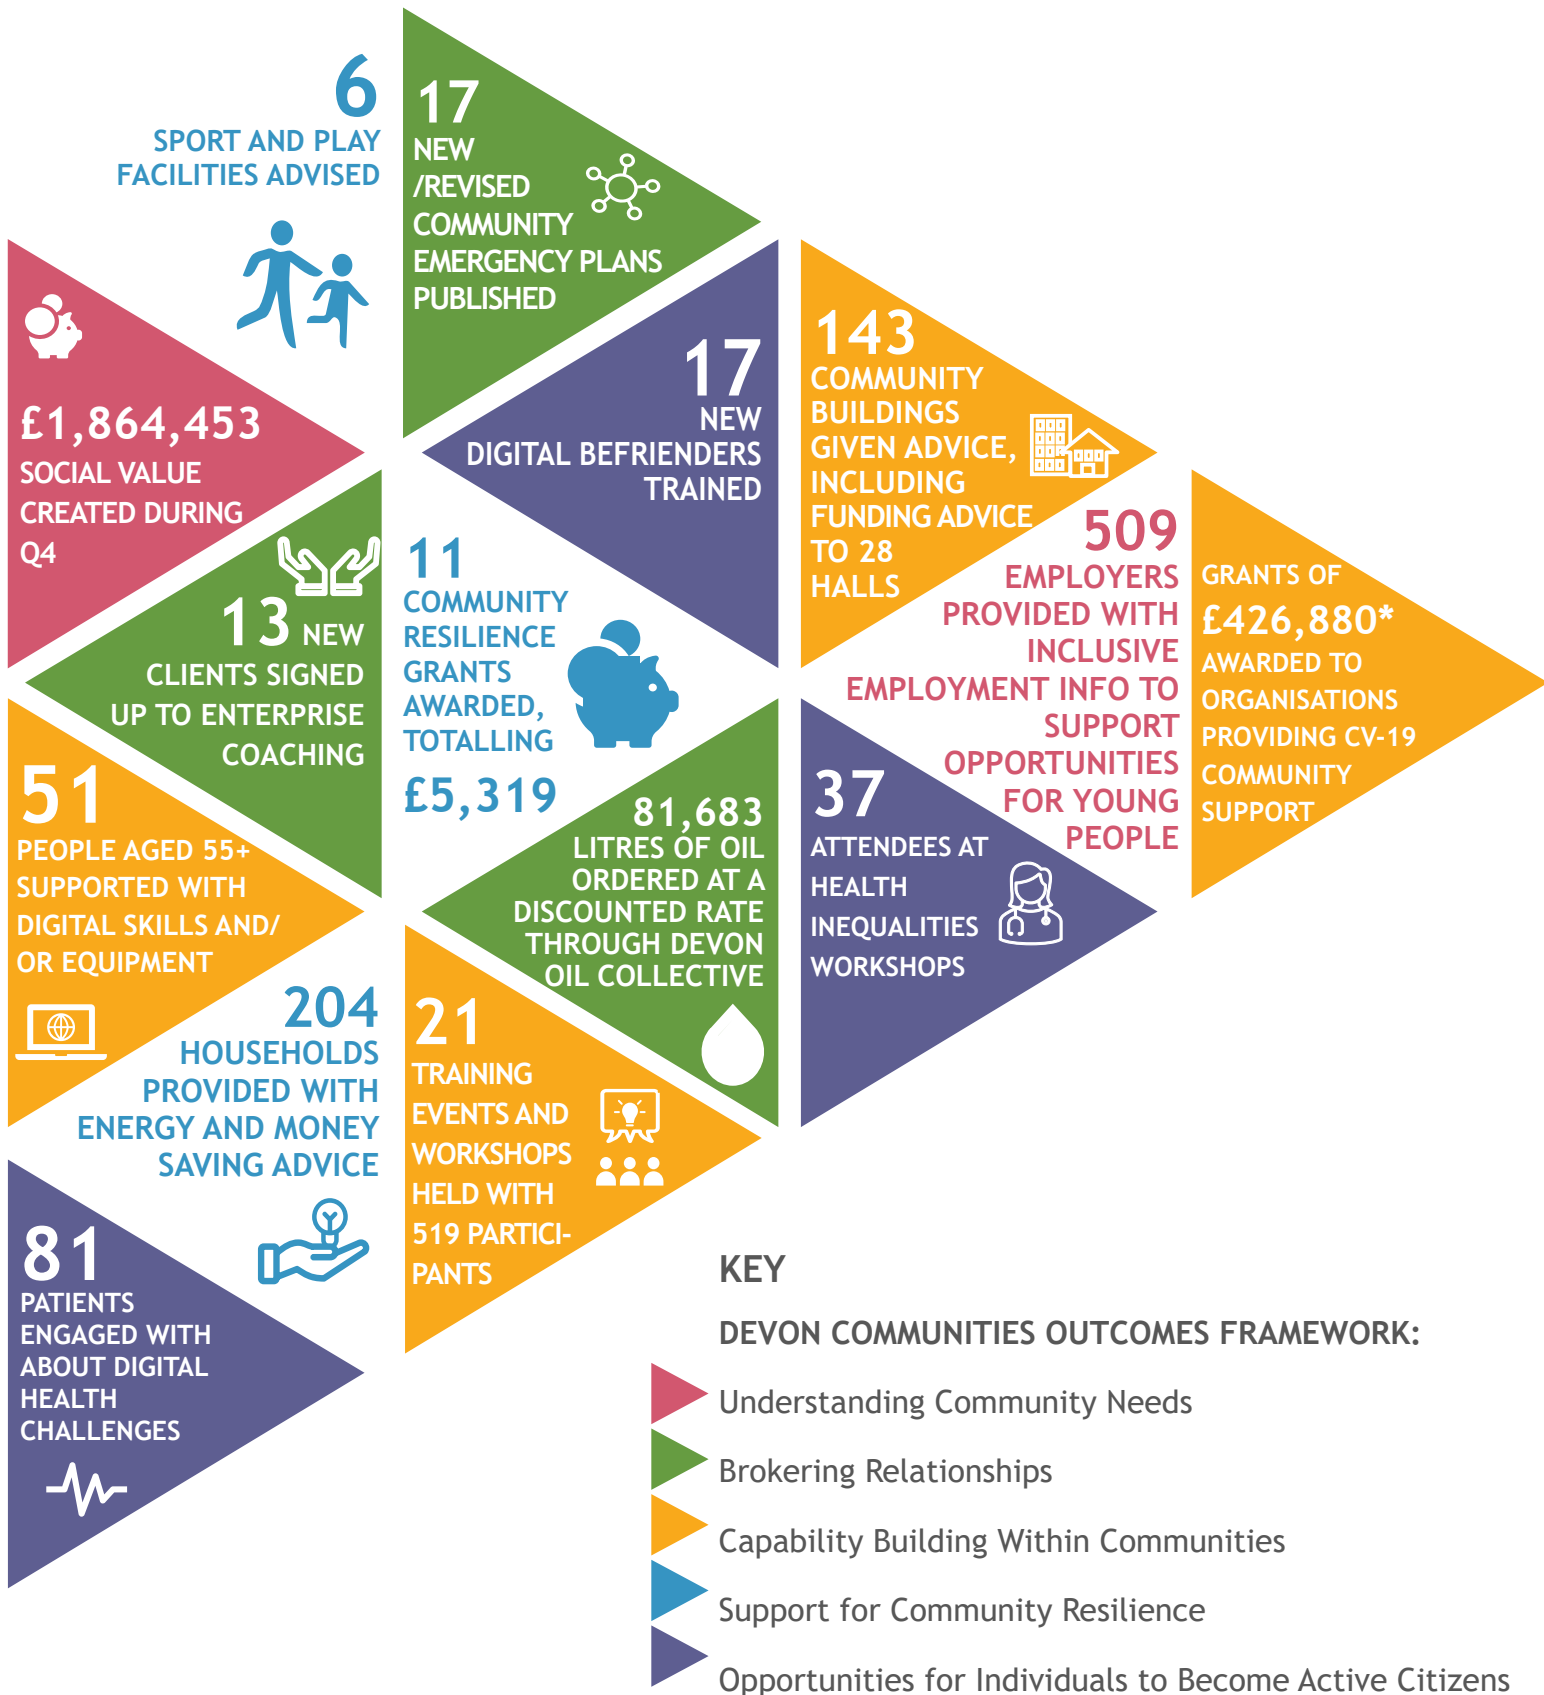 6
SPORT AND PLAY
FACILITIES ADVISED
17
NEW
/REVISED
COMMUNITY
EMERGENCY PLANS
PUBLISHED
£1,864,453
SOCIAL VALUE
CREATED DURING
Q4
17
NEW
DIGITAL BEFRIENDERS
TRAINED
143
COMMUNITY
BUILDINGS
GIVEN ADVICE,
INCLUDING
FUNDING ADVICE
TO 28
HALLS
13 NEW
CLIENTS SIGNED
UP TO ENTERPRISE
COACHING
11
COMMUNITY
RESILIENCE
GRANTS
AWARDED,
TOTALLING
£5,319
509
EMPLOYERS
PROVIDED WITH
INCLUSIVE
EMPLOYMENT INFO TO
SUPPORT
OPPORTUNITIES
FOR YOUNG
PEOPLE
GRANTS OF
£426,880*
AWARDED TO
ORGANISATIONS
PROVIDING CV-19
COMMUNITY
SUPPORT
51
PEOPLE AGED 55+
SUPPORTED WITH
DIGITAL SKILLS AND/
OR EQUIPMENT
81,683
LITRES OF OIL
ORDERED AT A
DISCOUNTED RATE
THROUGH DEVON
OIL COLLECTIVE
37
ATTENDEES AT
HEALTH
INEQUALITIES
WORKSHOPS
204
HOUSEHOLDS
PROVIDED WITH
ENERGY AND MONEY
SAVING ADVICE
21
TRAINING
EVENTS AND
WORKSHOPS
HELD WITH
519 PARTICI-
PANTS
81
PATIENTS
ENGAGED WITH
ABOUT DIGITAL
HEALTH
CHALLENGES
KEY
DEVON COMMUNITIES OUTCOMES FRAMEWORK:
Understanding Community Needs
Brokering Relationships
Capability Building Within Communities
Support for Community Resilience
Opportunities for Individuals to Become Active Citizens